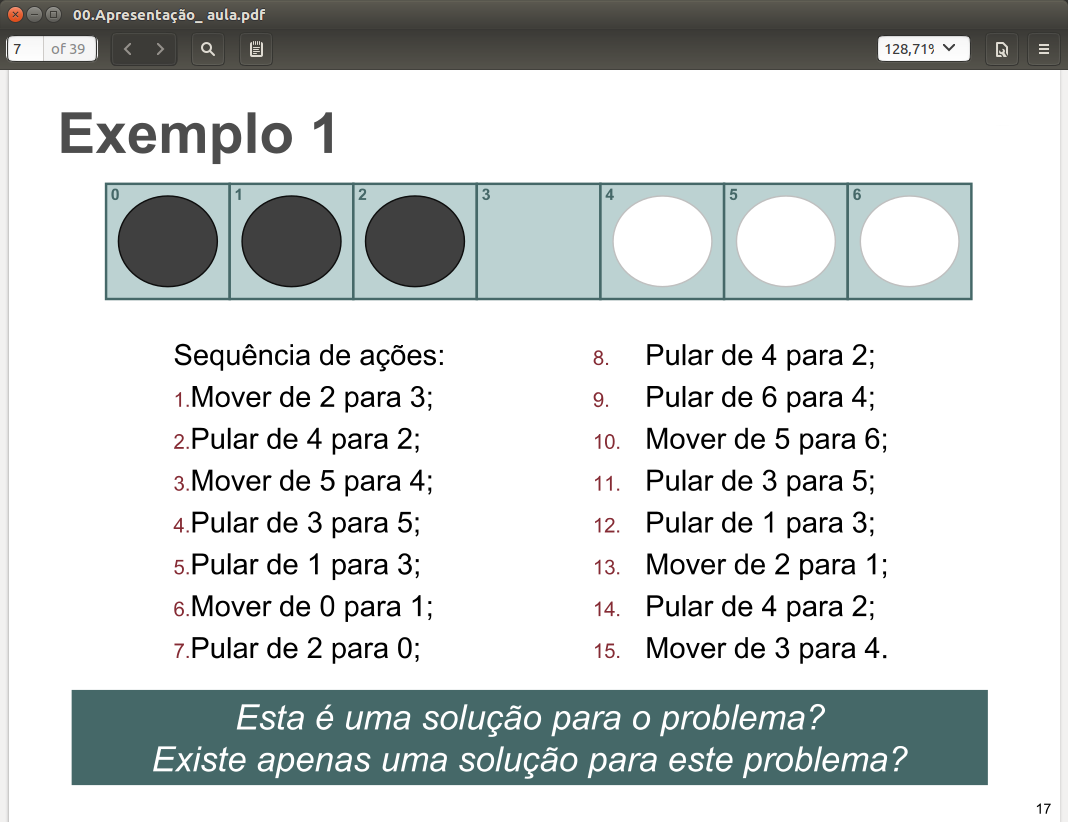 00.Apresentação_ aula.pdf
7 of 39
128,71%
Exemplo 1
0 1 2 3 4 5 6
Sequência de ações:
1.Mover de 2 para 3;
2.Pular de 4 para 2;
3.Mover de 5 para 4;
4.Pular de 3 para 5;
5.Pular de 1 para 3;
6.Mover de 0 para 1;
7.Pular de 2 para 0;
8. Pular de 4 para 2;
9. Pular de 6 para 4;
10. Mover de 5 para 6;
11. Pular de 3 para 5;
12. Pular de 1 para 3;
13. Mover de 2 para 1;
14. Pular de 4 para 2;
15. Mover de 3 para 4.
Esta é uma solução para o problema?
Existe apenas uma solução para este problema?
17